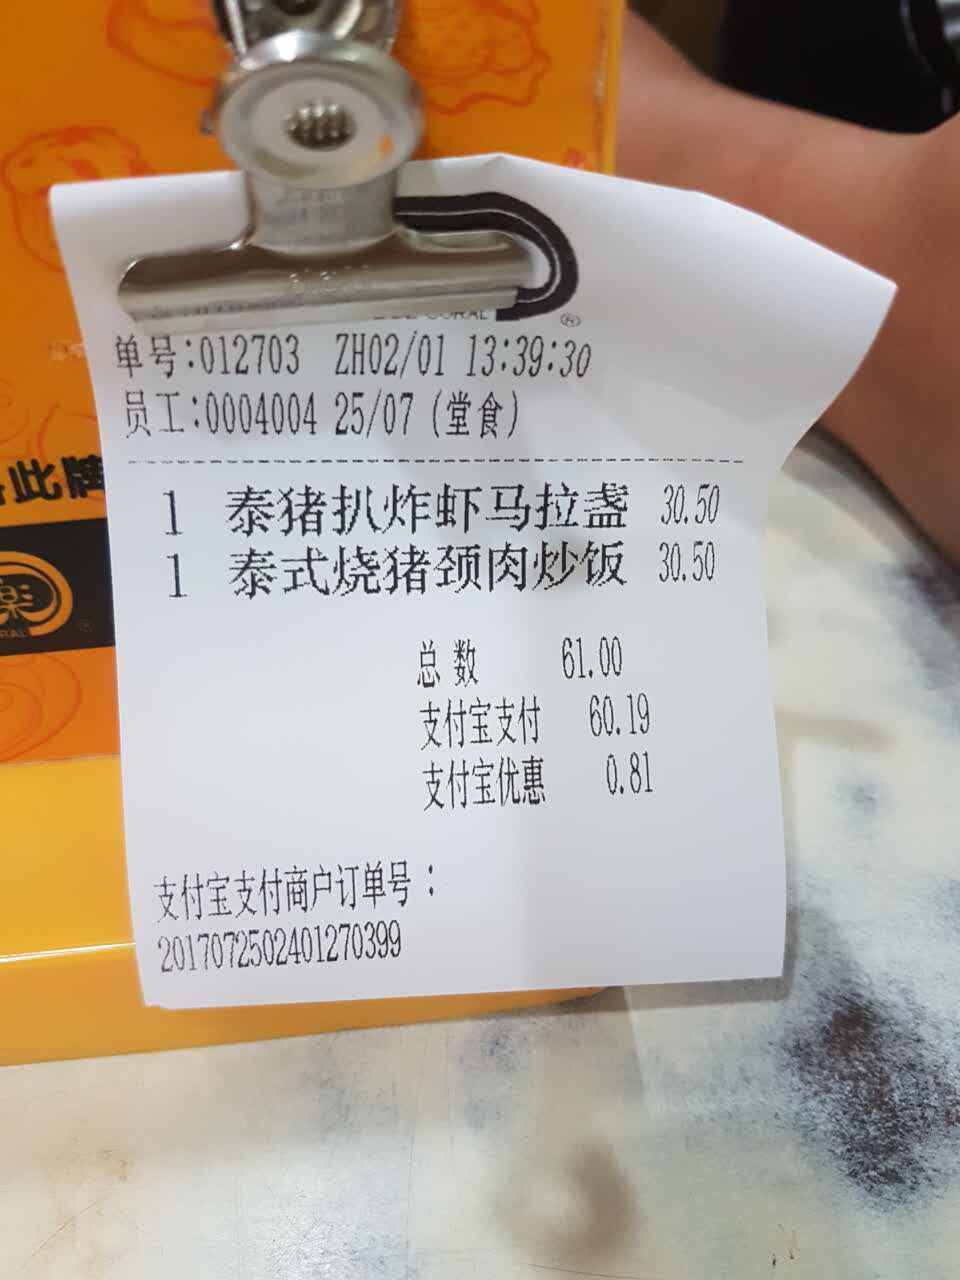 CORAL
®
单号:012703 ZH02/01 13:39:30
员工:0004004 25/07 (堂食)
1 泰猪扒炸虾马拉盏 30.50
1 泰式烧猪颈肉炒饭 30.50
总数 61.00
支付宝支付 60.19
支付宝优惠 0.81
支付宝支付商户订单号:
2017072502401270399
此